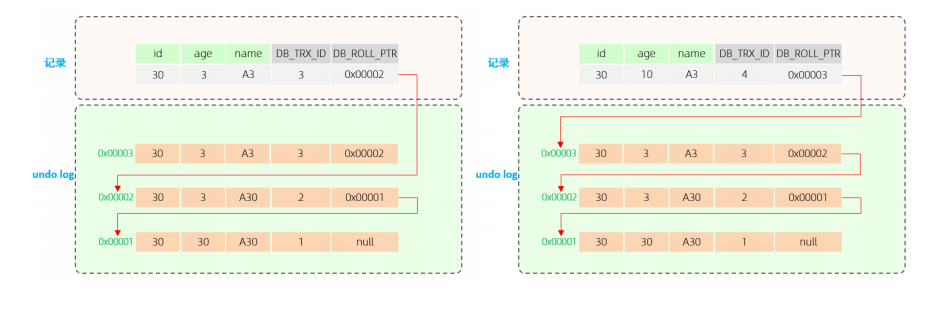 id age name DB_TRX_ID DB_ROLL_PTR
记录
30 3 A3 3 0x00002
0x00003 30 3 A3 3 0x00002
undo log
0x00002 30 3 A30 2 0x00001
0x00001 30 30 A30 1 null
id age name DB_TRX_ID DB_ROLL_PTR
记录
30 10 A3 4 0x00003
0x00003 30 3 A3 3 0x00002
undo log
0x00002 30 3 A30 2 0x00001
0x00001 30 30 A30 1 null